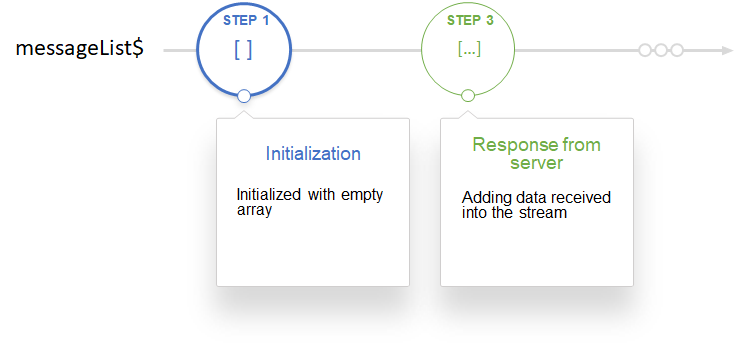 STEP 1
STEP 3
messageList$
[ ]
[...]
Initialization
Initialized with empty
array
Response from
server
Adding data received
into the stream